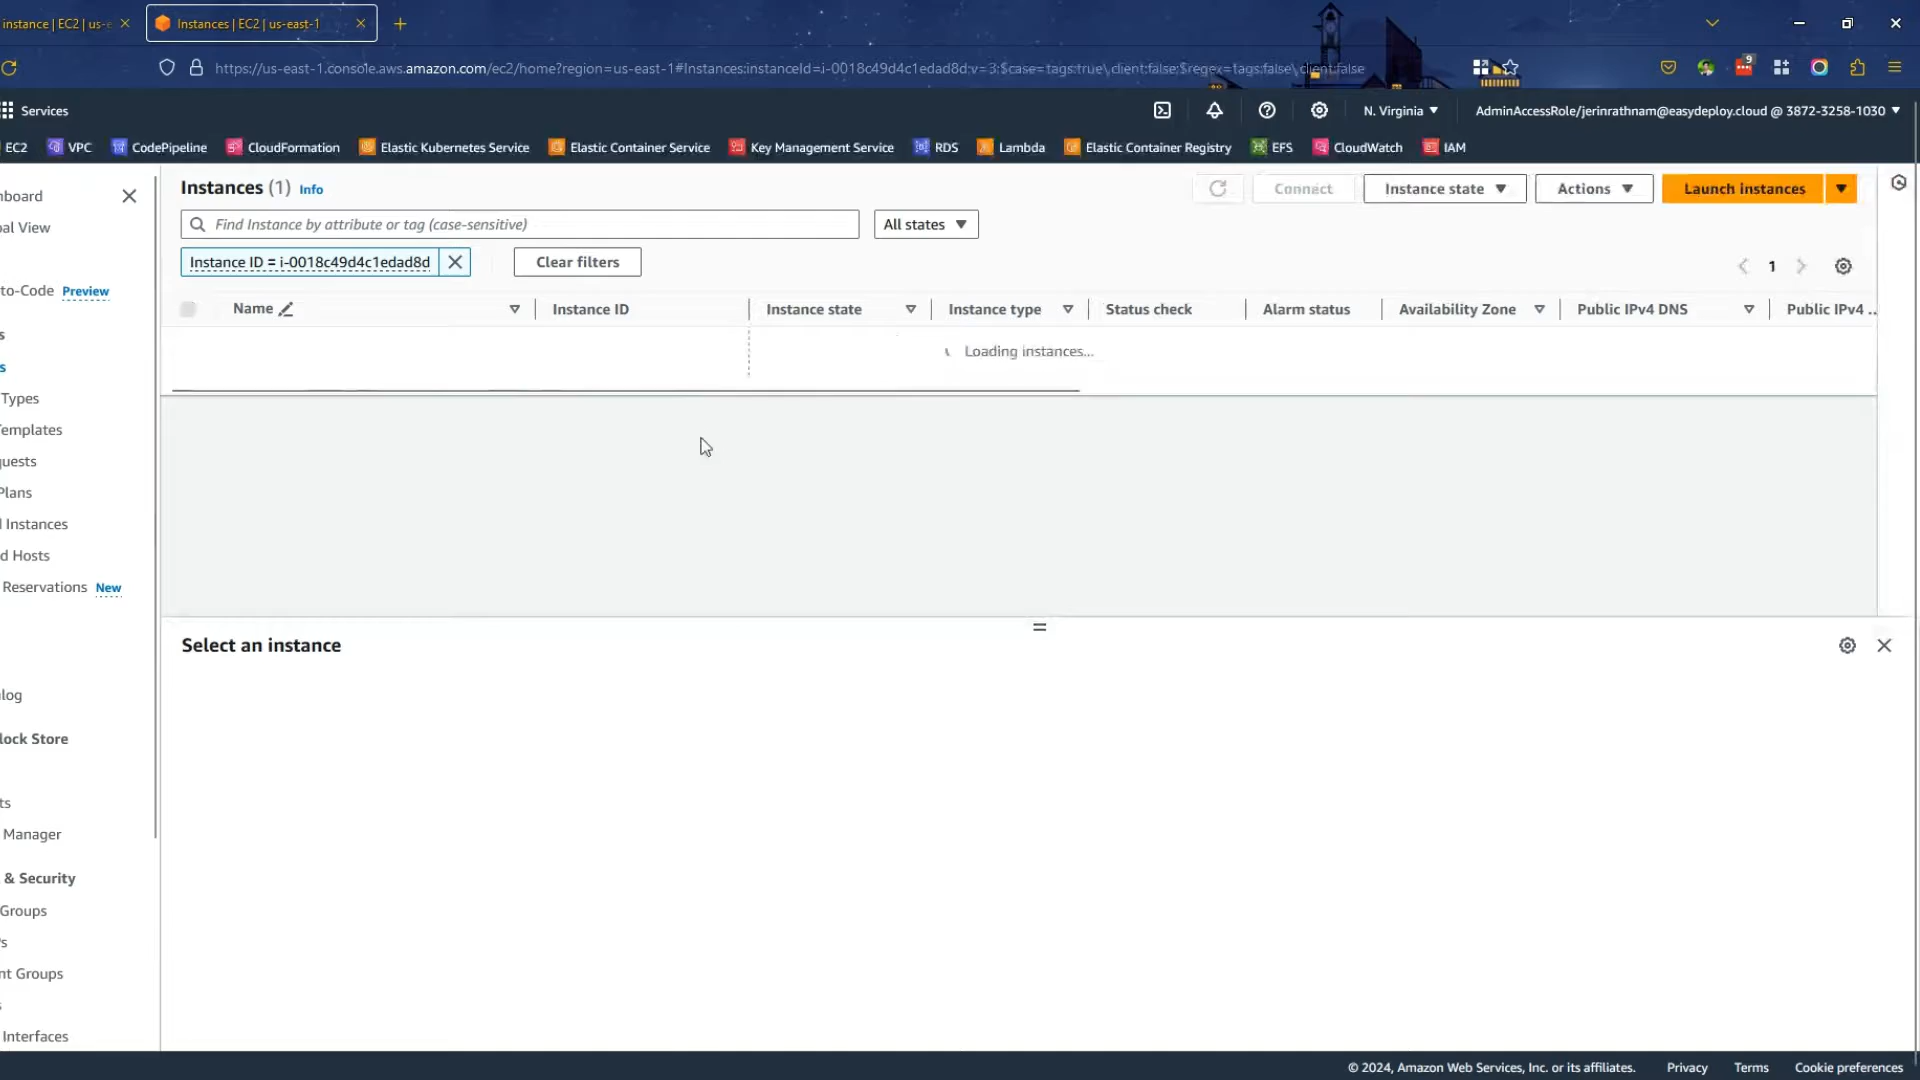 instance | EC2 | us-e
Instances | EC2 | us-east-1
https://us-east-1.console.aws.amazon.com/ec2/home?region=us-east-1#Instances:instanceId=i-0018c49d4c1edad8d;v=3;$case=tags:true\,client:false;$regex=tags:false\,client:false
9
Services
N. Virginia
AdminAccessRole/jerinrathnam@easydeploy.cloud @ 3872-3258-1030
EC2
VPC
CodePipeline
CloudFormation
Elastic Kubernetes Service
Elastic Container Service
Key Management Service
RDS
Lambda
Elastic Container Registry
EFS
CloudWatch
IAM
nboard
bal View
-to-Code Preview
s
s
Types
Templates
quests
Plans
d Instances
d Hosts
Reservations New
alog
lock Store
ts
Manager
& Security
Groups
Ps
nt Groups
s
Interfaces
Instances (1) Info
Connect
Instance state
Actions
Launch instances
Find Instance by attribute or tag (case-sensitive)
All states
Instance ID = i-0018c49d4c1edad8d
Clear filters
1
Name
Instance ID
Instance state
Instance type
Status check
Alarm status
Availability Zone
Public IPv4 DNS
Public IPv4 ...
Loading instances...
Select an instance
© 2024, Amazon Web Services, Inc. or its affiliates.
Privacy
Terms
Cookie preferences